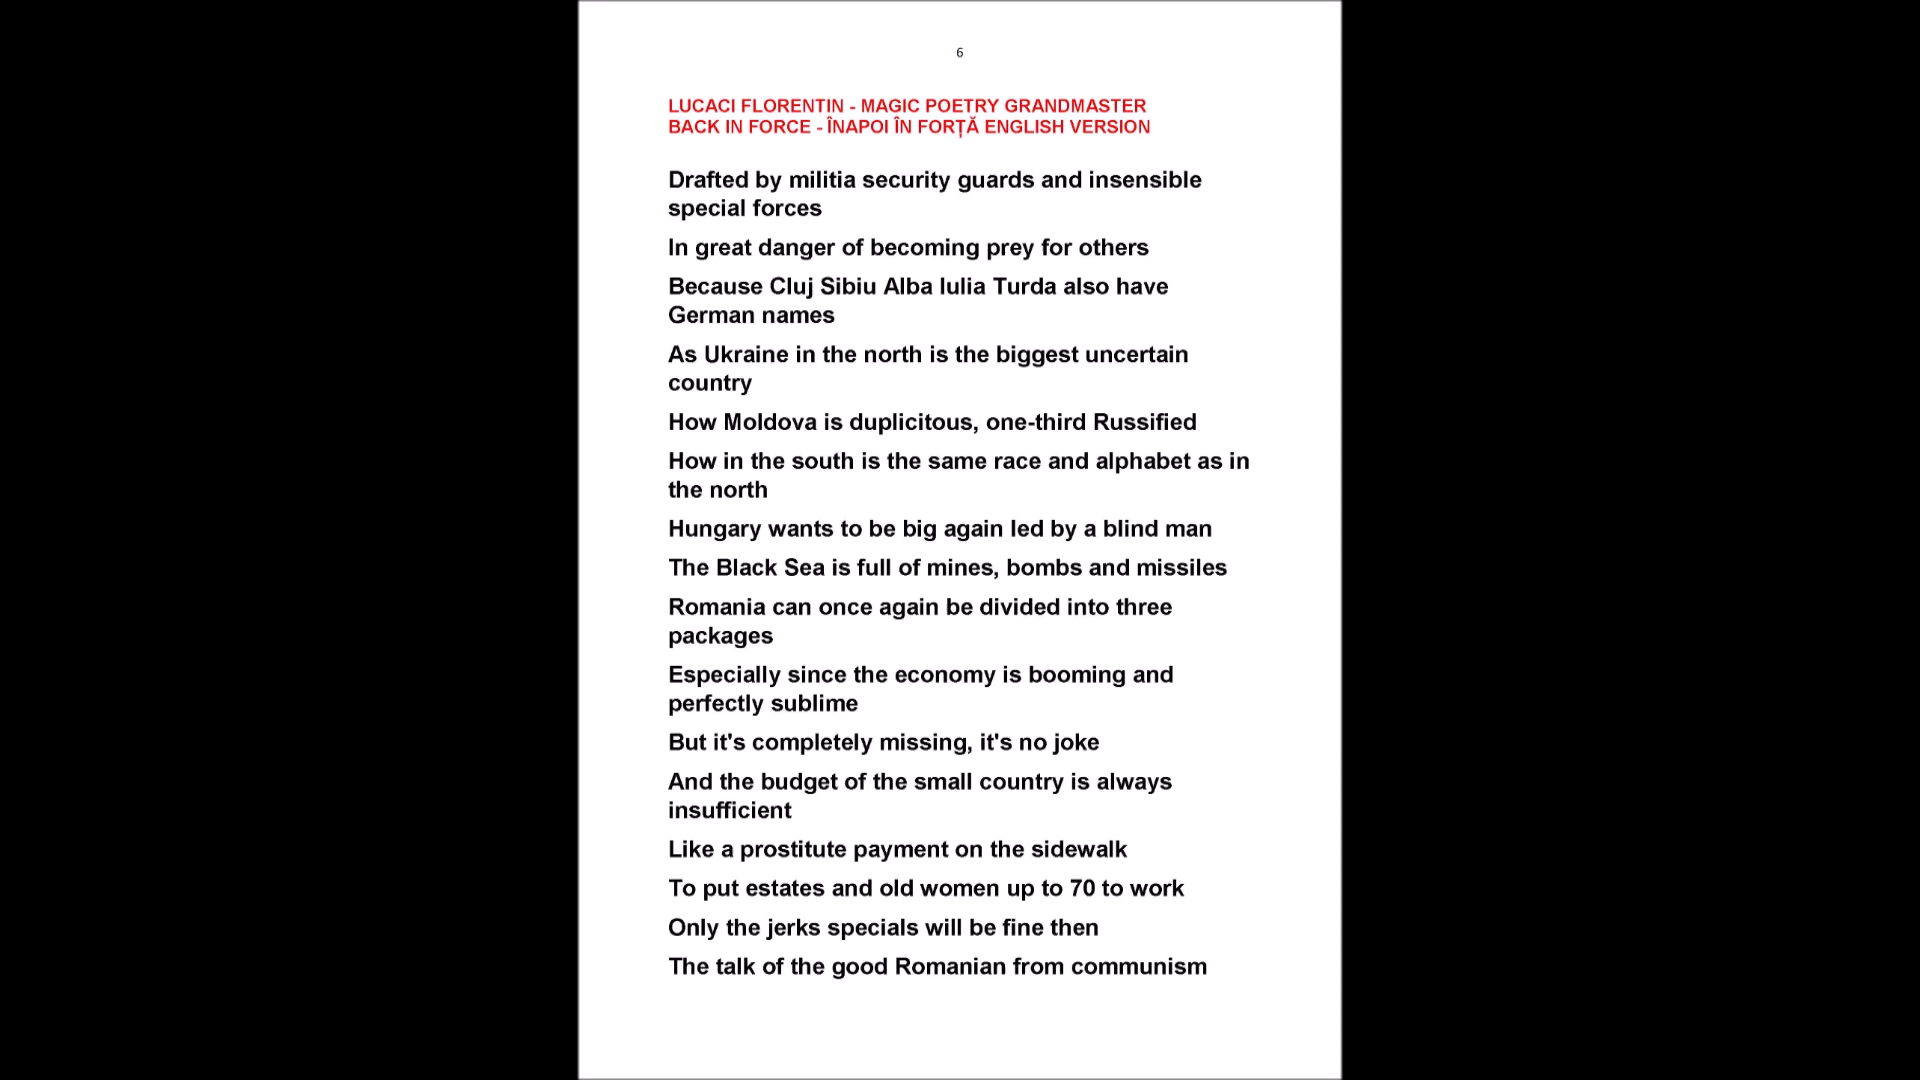 6
LUCACI FLORENTIN - MAGIC POETRY GRANDMASTER
BACK IN FORCE - ÎNAPOI ÎN FORȚĂ ENGLISH VERSION
Drafted by militia security guards and insensible
special forces
In great danger of becoming prey for others
Because Cluj Sibiu Alba Iulia Turda also have
German names
As Ukraine in the north is the biggest uncertain
country
How Moldova is duplicitous, one-third Russified
How in the south is the same race and alphabet as in
the north
Hungary wants to be big again led by a blind man
The Black Sea is full of mines, bombs and missiles
Romania can once again be divided into three
packages
Especially since the economy is booming and
perfectly sublime
But it's completely missing, it's no joke
And the budget of the small country is always
insufficient
Like a prostitute payment on the sidewalk
To put estates and old women up to 70 to work
Only the jerks specials will be fine then
The talk of the good Romanian from communism